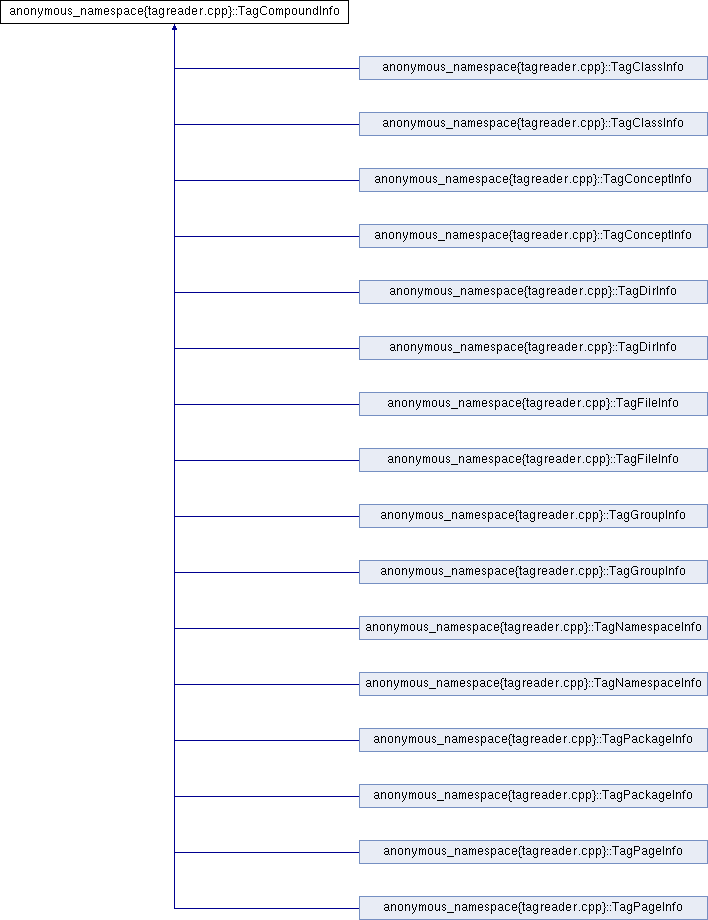 anonymous_namespace{tagreader.cpp}::TagCompoundInfo
anonymous_namespace{tagreader.cpp}::TagClassInfo
anonymous_namespace{tagreader.cpp}::TagClassInfo
anonymous_namespace{tagreader.cpp}::TagConceptInfo
anonymous_namespace{tagreader.cpp}::TagConceptInfo
anonymous_namespace{tagreader.cpp}::TagDirInfo
anonymous_namespace{tagreader.cpp}::TagDirInfo
anonymous_namespace{tagreader.cpp}::TagFileInfo
anonymous_namespace{tagreader.cpp}::TagFileInfo
anonymous_namespace{tagreader.cpp}::TagGroupInfo
anonymous_namespace{tagreader.cpp}::TagGroupInfo
anonymous_namespace{tagreader.cpp}::TagNamespaceInfo
anonymous_namespace{tagreader.cpp}::TagNamespaceInfo
anonymous_namespace{tagreader.cpp}::TagPackageInfo
anonymous_namespace{tagreader.cpp}::TagPackageInfo
anonymous_namespace{tagreader.cpp}::TagPageInfo
anonymous_namespace{tagreader.cpp}::TagPageInfo